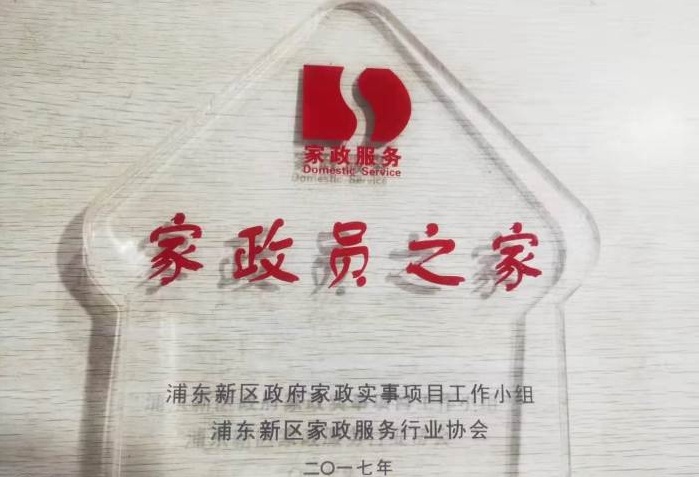 家政服务
Domestic Service
家政员之家
浦东新区政府家政实事项目工作小组
浦东新区家政服务行业协会
二〇一七年